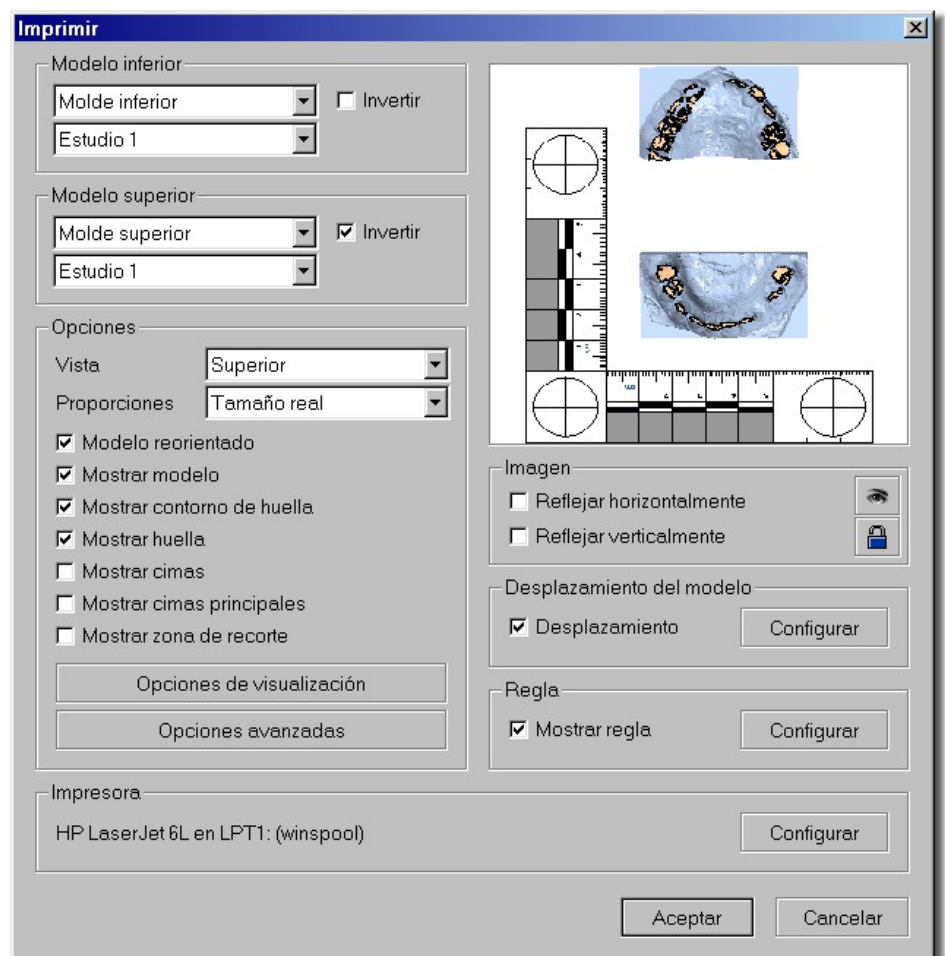 Imprimir
Modelo inferior
Molde inferior
Invertir
Estudio 1
Modelo superior
Molde superior
Invertir
Estudio 1
Opciones
Vista
Superior
Proporciones
Tamaño real
Modelo reorientado
Mostrar modelo
Mostrar contorno de huella
Mostrar huella
Mostrar cimas
Mostrar cimas principales
Mostrar zona de recorte
Opciones de visualización
Opciones avanzadas
Imagen
Reflejar horizontalmente
Reflejar verticalmente
Desplazamiento del modelo
Desplazamiento
Configurar
Regla
Mostrar regla
Configurar
Impresora
HP LaserJet 6L en LPT1: (winspool)
Configurar
Aceptar
Cancelar